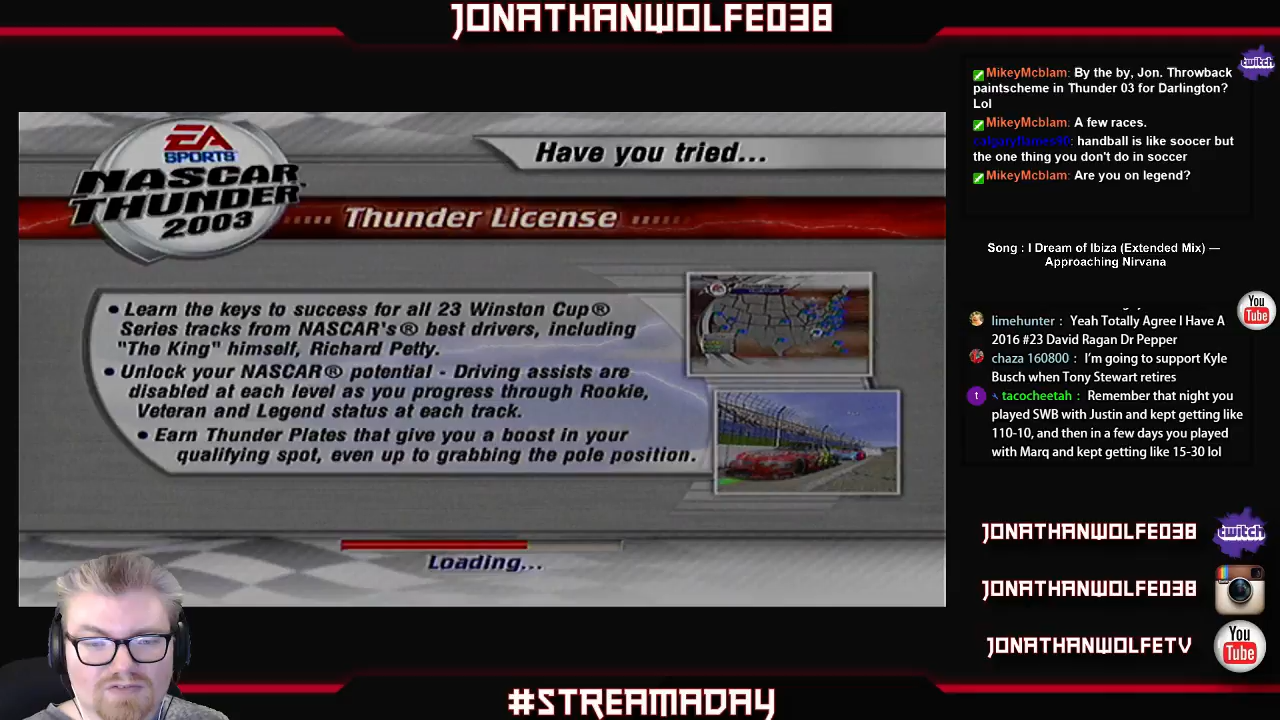 JONATHANWOLFE038
MikeyMcblam: By the by, Jon. Throwback
paintscheme in Thunder 03 for Darlington?
Lol
MikeyMcblam: A few races.
calgaryflames90: handball is like soccer but
the one thing you don't do in soccer
MikeyMcblam: Are you on legend?
twitch
Song : I Dream of Ibiza (Extended Mix) —
Approaching Nirvana
You
Tube
limehunter : Yeah Totally Agree I Have A
2016 #23 David Ragan Dr Pepper
chaza 160800 : I'm going to support Kyle
Busch when Tony Stewart retires
t tacocheetah : Remember that night you
played SWB with Justin and kept getting like
110-10, and then in a few days you played
with Marq and kept getting like 15-30 lol
EA
SPORTS
NASCAR
THUNDER
2003
Have you tried...
Thunder License
• Learn the keys to success for all 23 Winston Cup®
Series tracks from NASCAR's® best drivers, including
"The King" himself, Richard Petty.
• Unlock your NASCAR® potential - Driving assists are
disabled at each level as you progress through Rookie,
Veteran and Legend status at each track.
• Earn Thunder Plates that give you a boost in your
qualifying spot, even up to grabbing the pole position.
Loading...
JONATHANWOLFE038
twitch
JONATHANWOLFE038
JONATHANWOLFETV
You
Tube
#STREAMADAY